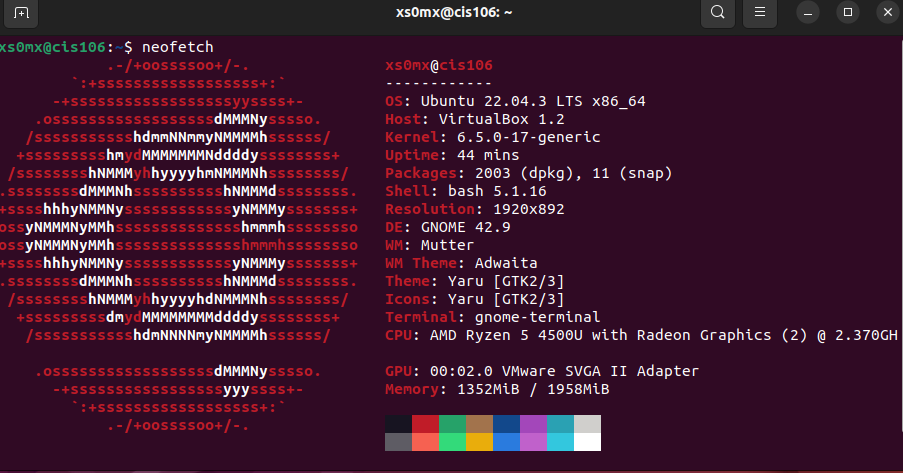 xs0mx@cis106: ~
xs0mx@cis106:~$ neofetch
            .-/+oossssoo+/-.               xs0mx@cis106
        `:+ssssssssssssssssss+:`           ------------
      -+ssssssssssssssssssyyssss+-         OS: Ubuntu 22.04.3 LTS x86_64
    .ossssssssssssssssssdMMMNysssso.       Host: VirtualBox 1.2
   /ssssssssssshdmmNNmmyNMMMMhssssss/      Kernel: 6.5.0-17-generic
  +ssssssssshmydMMMMMMMNddddyssssssss+     Uptime: 44 mins
 /sssssssshNMMMyhhyyyyhmNMMMNhssssssss/    Packages: 2003 (dpkg), 11 (snap)
.ssssssssdMMMNhsssssssssshNMMMdssssssss.   Shell: bash 5.1.16
+sssshhhyNMMNyssssssssssssyNMMMysssssss+   Resolution: 1920x892
ossyNMMMNyMMhsssssssssssssshmmmhssssssso   DE: GNOME 42.9
ossyNMMMNyMMhsssssssssssssshmmmhssssssso   WM: Mutter
+sssshhhyNMMNyssssssssssssyNMMMysssssss+   WM Theme: Adwaita
.ssssssssdMMMNhsssssssssshNMMMdssssssss.   Theme: Yaru [GTK2/3]
 /sssssssshNMMMyhhyyyyhdNMMMNhssssssss/    Icons: Yaru [GTK2/3]
  +sssssssssdmydMMMMMMMMddddyssssssss+     Terminal: gnome-terminal
   /ssssssssssshdmNNNNmyNMMMMhssssss/      CPU: AMD Ryzen 5 4500U with Radeon Graphics (2) @ 2.370GH
    .ossssssssssssssssssdMMMNysssso.       GPU: 00:02.0 VMware SVGA II Adapter
      -+sssssssssssssssssyyyssss+-         Memory: 1352MiB / 1958MiB
        `:+ssssssssssssssssss+:`
            .-/+oossssoo+/-.